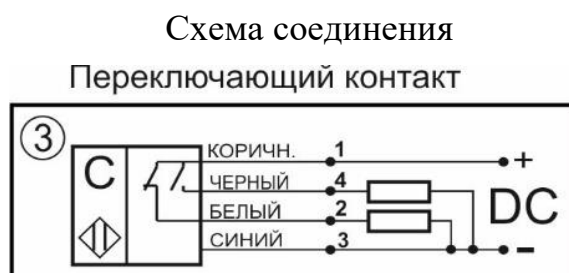 Схема соединения
Переключающий контакт
3
C
КОРИЧН. 1 +
ЧЕРНЫЙ 4
БЕЛЫЙ 2
DC
СИНИЙ 3 -